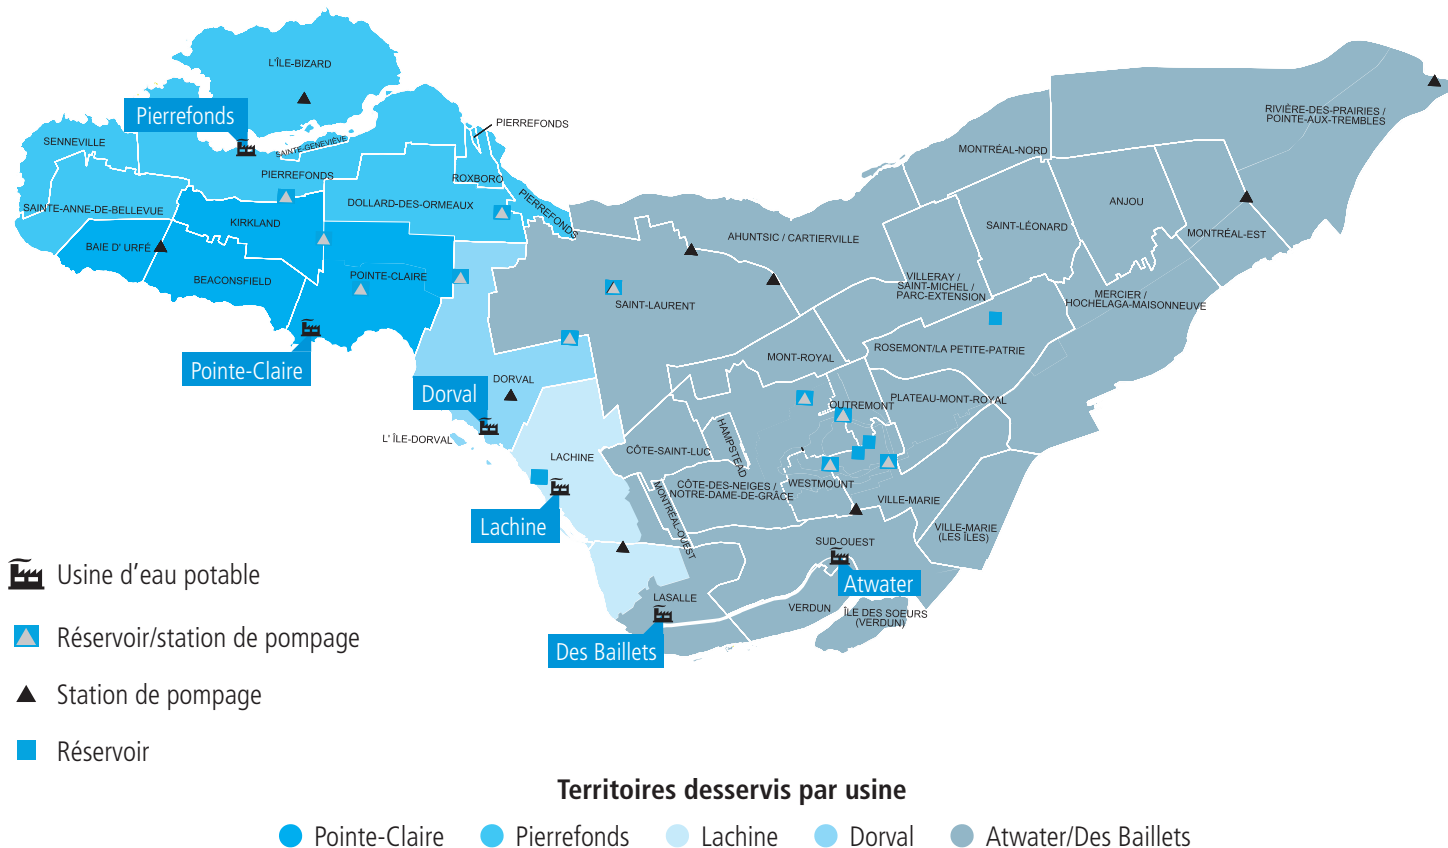 L'ÎLE-BIZARD
Pierrefonds
PIERREFONDS
SENNEVILLE
SAINTE-GENEVIÈVE
PIERREFONDS
ROXBORO
SAINTE-ANNE-DE-BELLEVUE
DOLLARD-DES-ORMEAUX
PIERREFONDS
KIRKLAND
BAIE D' URFÉ
BEACONSFIELD
POINTE-CLAIRE
Pointe-Claire
RIVIÈRE-DES-PRAIRIES /
POINTE-AUX-TREMBLES
MONTRÉAL-NORD
ANJOU
SAINT-LÉONARD
MONTRÉAL-EST
AHUNTSIC / CARTIERVILLE
VILLERAY /
SAINT-MICHEL /
PARC-EXTENSION
MERCIER /
HOCHELAGA-MAISONNEUVE
SAINT-LAURENT
MONT-ROYAL
ROSEMONT/LA PETITE-PATRIE
DORVAL
Dorval
OUTREMONT
PLATEAU-MONT-ROYAL
L' ÎLE-DORVAL
LACHINE
CÔTE-SAINT-LUC
HAMPSTEAD
CÔTE-DES-NEIGES /
NOTRE-DAME-DE-GRÂCE
WESTMOUNT
VILLE-MARIE
MONTRÉAL-OUEST
Lachine
VILLE-MARIE
(LES ÎLES)
SUD-OUEST
Atwater
LASALLE
VERDUN
ÎLE DES SOEURS
(VERDUN)
Des Baillets
Usine d'eau potable
Réservoir/station de pompage
Station de pompage
Réservoir
Territoires desservis par usine
Pointe-Claire
Pierrefonds
Lachine
Dorval
Atwater/Des Baillets